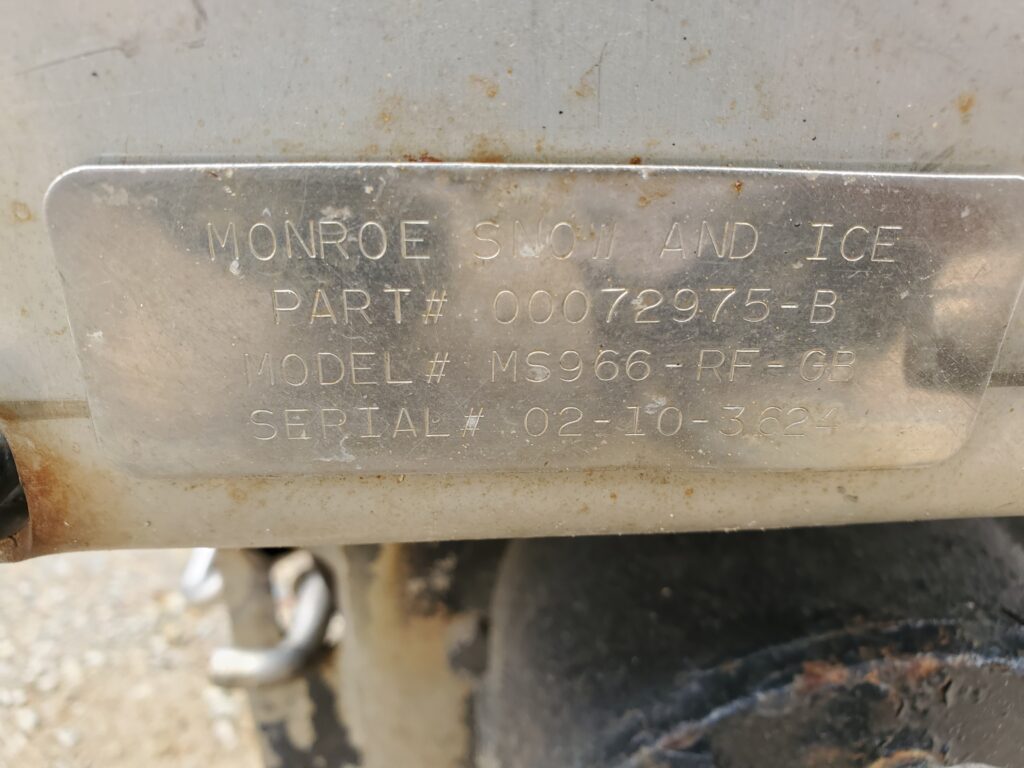 MONROE SNOW AND ICE
PART# 00072975-B
MODEL# MS966-RF-GB
SERIAL# 02-10-3624